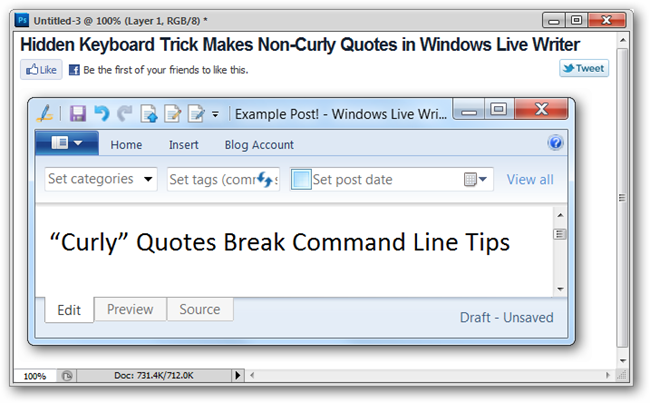 Untitled-3 @ 100% (Layer 1, RGB/8) *
Hidden Keyboard Trick Makes Non-Curly Quotes in Windows Live Writer
Like Be the first of your friends to like this. Tweet
Example Post! - Windows Live Wri...
Home Insert Blog Account
Set categories Set tags (comm s Set post date View all
“Curly” Quotes Break Command Line Tips
Edit Preview Source
Draft - Unsaved
100% Doc: 731.4K/712.0K